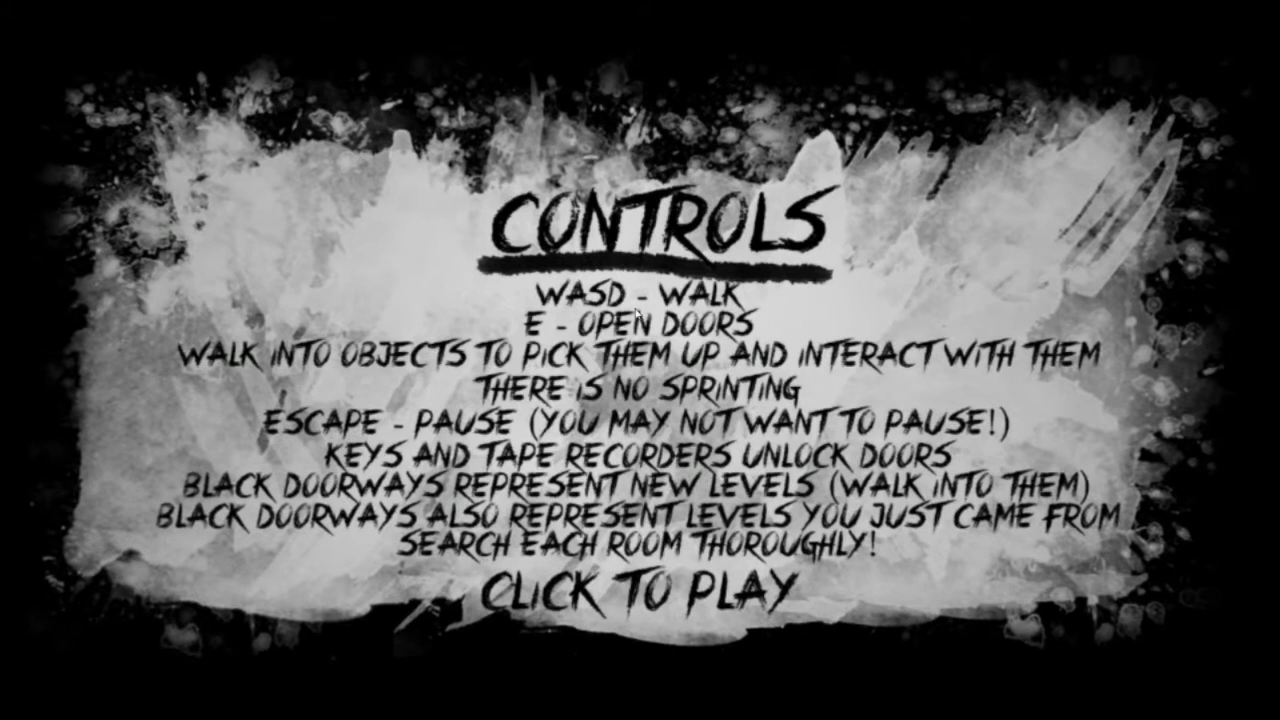 CONTROLS
WASD - WALK
E - OPEN DOORS
WALK INTO OBJECTS TO PICK THEM UP AND INTERACT WITH THEM
THERE IS NO SPRINTING
ESCAPE - PAUSE (YOU MAY NOT WANT TO PAUSE!)
KEYS AND TAPE RECORDERS UNLOCK DOORS
BLACK DOORWAYS REPRESENT NEW LEVELS (WALK INTO THEM)
BLACK DOORWAYS ALSO REPRESENT LEVELS YOU JUST CAME FROM
SEARCH EACH ROOM THOROUGHLY!
CLICK TO PLAY